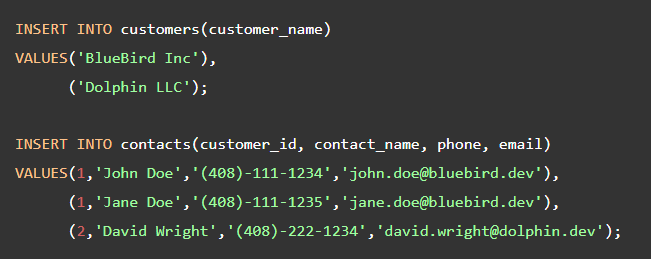 INSERT INTO customers(customer_name)
VALUES('BlueBird Inc'),
('Dolphin LLC');
INSERT INTO contacts(customer_id, contact_name, phone, email)
VALUES(1,'John Doe','(408)-111-1234','john.doe@bluebird.dev'),
(1,'Jane Doe','(408)-111-1235','jane.doe@bluebird.dev'),
(2,'David Wright','(408)-222-1234','david.wright@dolphin.dev');